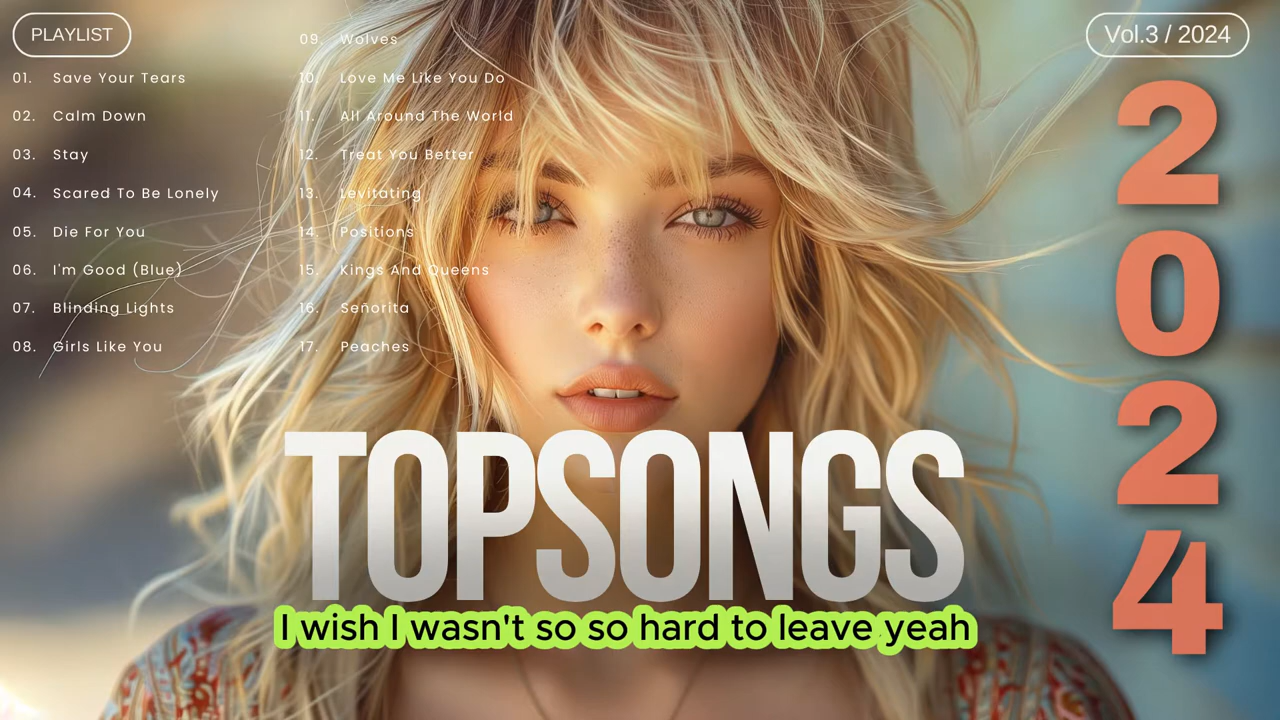 PLAYLIST
01. Save Your Tears
02. Calm Down
03. Stay
04. Scared To Be Lonely
05. Die For You
06. I'm Good (Blue)
07. Blinding Lights
08. Girls Like You
09. Wolves
10. Love Me Like You Do
11. All Around The World
12. Treat You Better
13. Levitating
14. Positions
15. Kings And Queens
16. Señorita
17. Peaches
Vol.3 / 2024
2024
TOPSONGS
I wish I wasn't so so hard to leave yeah